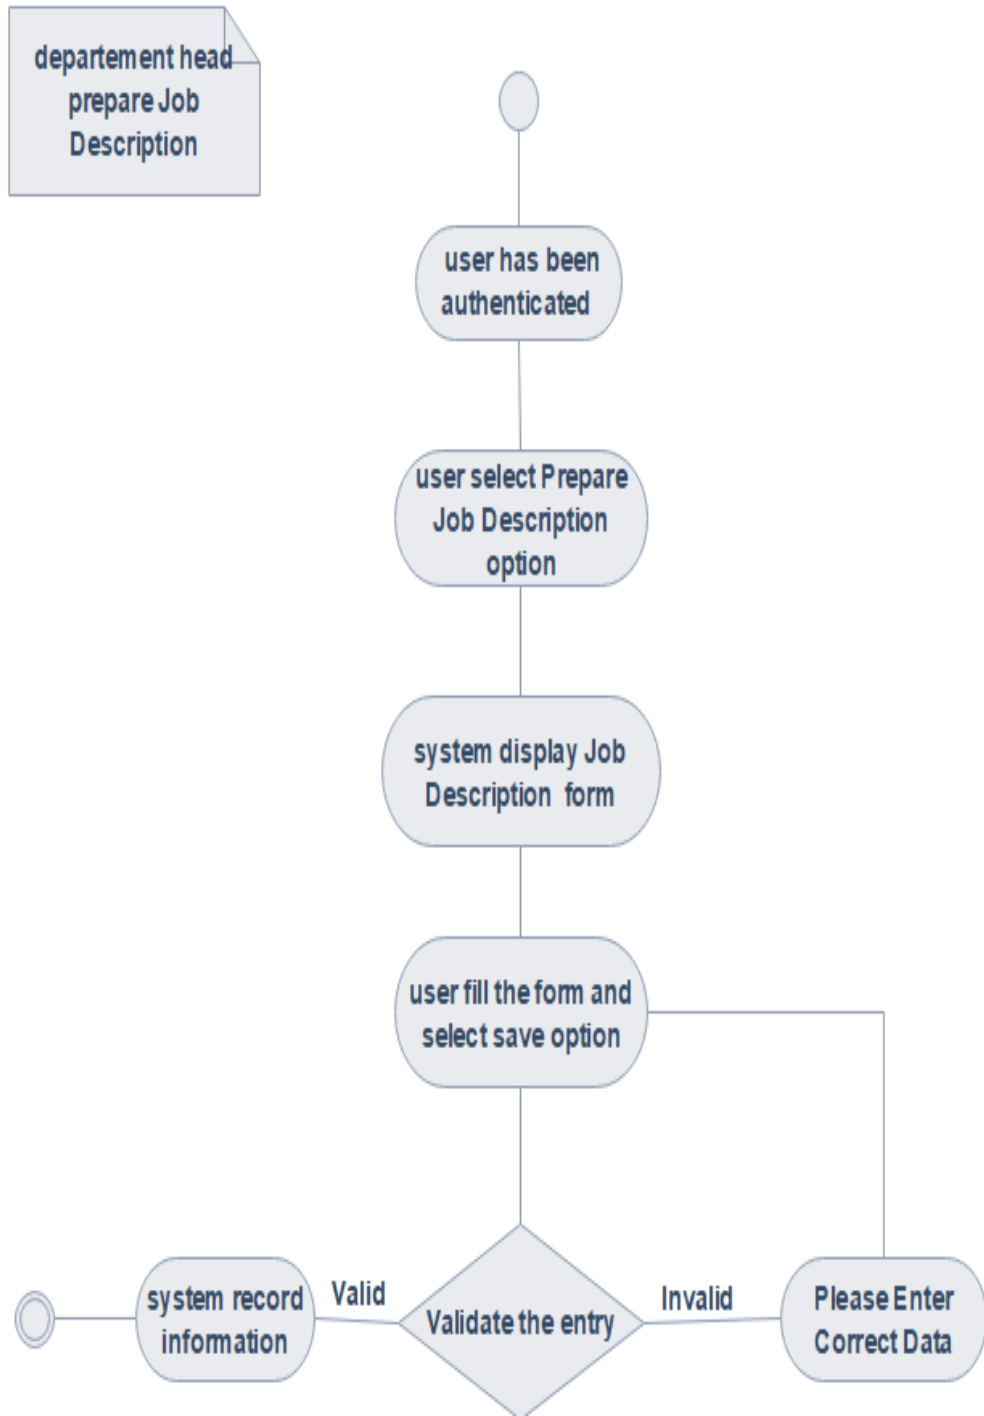 departement head
prepare Job
Description
user has been
authenticated
user select Prepare
Job Description
option
system display Job
Description form
user fill the form and
select save option
Validate the entry
Valid
Invalid
system record
information
Please Enter
Correct Data